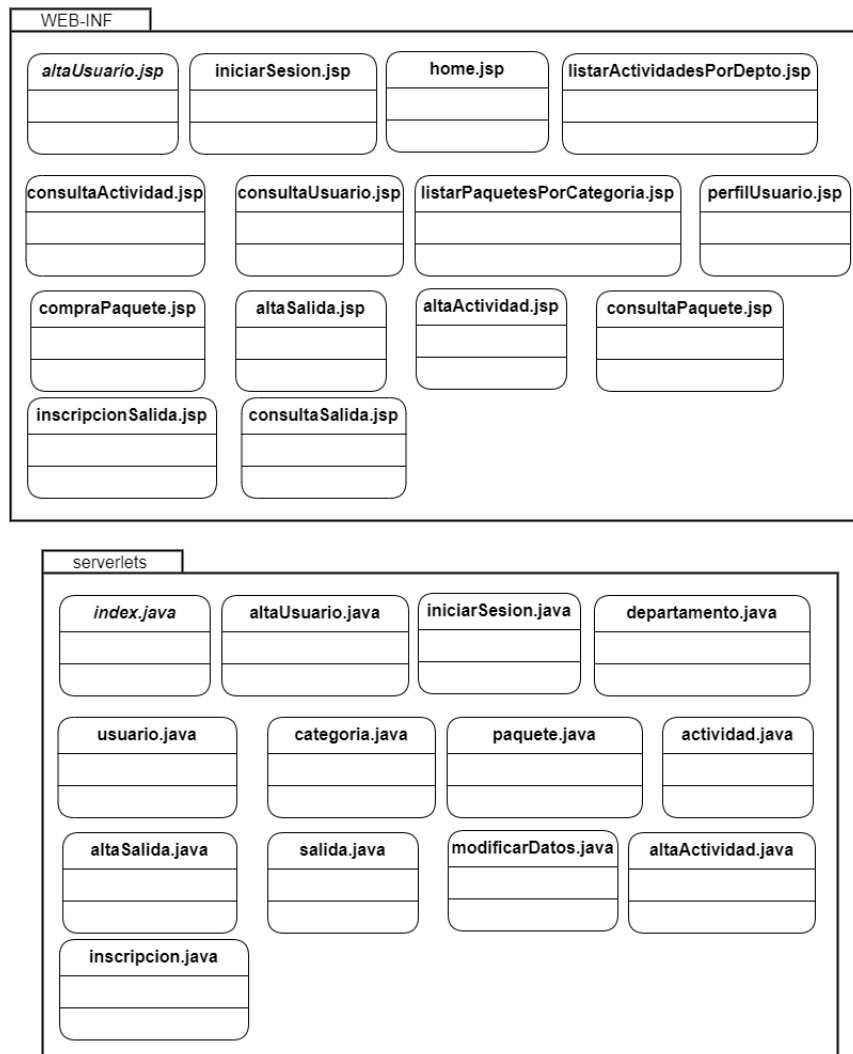 WEB-INF
altaUsuario.jsp
iniciarSesion.jsp
home.jsp
listarActividadesPorDepto.jsp
consultaActividad.jsp
consultaUsuario.jsp
listarPaquetesPorCategoria.jsp
perfilUsuario.jsp
compraPaquete.jsp
altaSalida.jsp
altaActividad.jsp
consultaPaquete.jsp
inscripcionSalida.jsp
consultaSalida.jsp
serverlets
index.java
altaUsuario.java
iniciarSesion.java
departamento.java
usuario.java
categoria.java
paquete.java
actividad.java
altaSalida.java
salida.java
modificarDatos.java
altaActividad.java
inscripcion.java